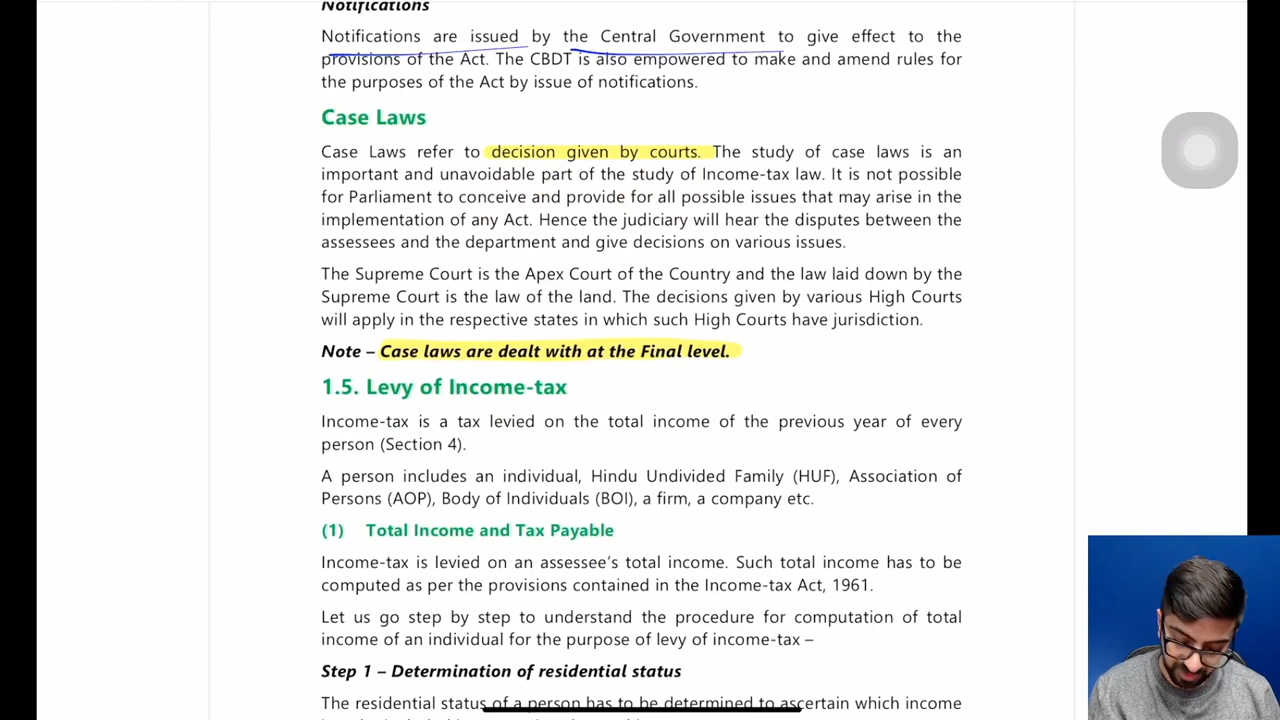 Notifications
Notifications are issued by the Central Government to give effect to the
provisions of the Act. The CBDT is also empowered to make and amend rules for
the purposes of the Act by issue of notifications.
Case Laws
Case Laws refer to decision given by courts. The study of case laws is an
important and unavoidable part of the study of Income-tax law. It is not possible
for Parliament to conceive and provide for all possible issues that may arise in the
implementation of any Act. Hence the judiciary will hear the disputes between the
assessees and the department and give decisions on various issues.
The Supreme Court is the Apex Court of the Country and the law laid down by the
Supreme Court is the law of the land. The decisions given by various High Courts
will apply in the respective states in which such High Courts have jurisdiction.
Note – Case laws are dealt with at the Final level.
1.5. Levy of Income-tax
Income-tax is a tax levied on the total income of the previous year of every
person (Section 4).
A person includes an individual, Hindu Undivided Family (HUF), Association of
Persons (AOP), Body of Individuals (BOI), a firm, a company etc.
(1) Total Income and Tax Payable
Income-tax is levied on an assessee’s total income. Such total income has to be
computed as per the provisions contained in the Income-tax Act, 1961.
Let us go step by step to understand the procedure for computation of total
income of an individual for the purpose of levy of income-tax –
Step 1 – Determination of residential status
The residential status of a person has to be determined to ascertain which income